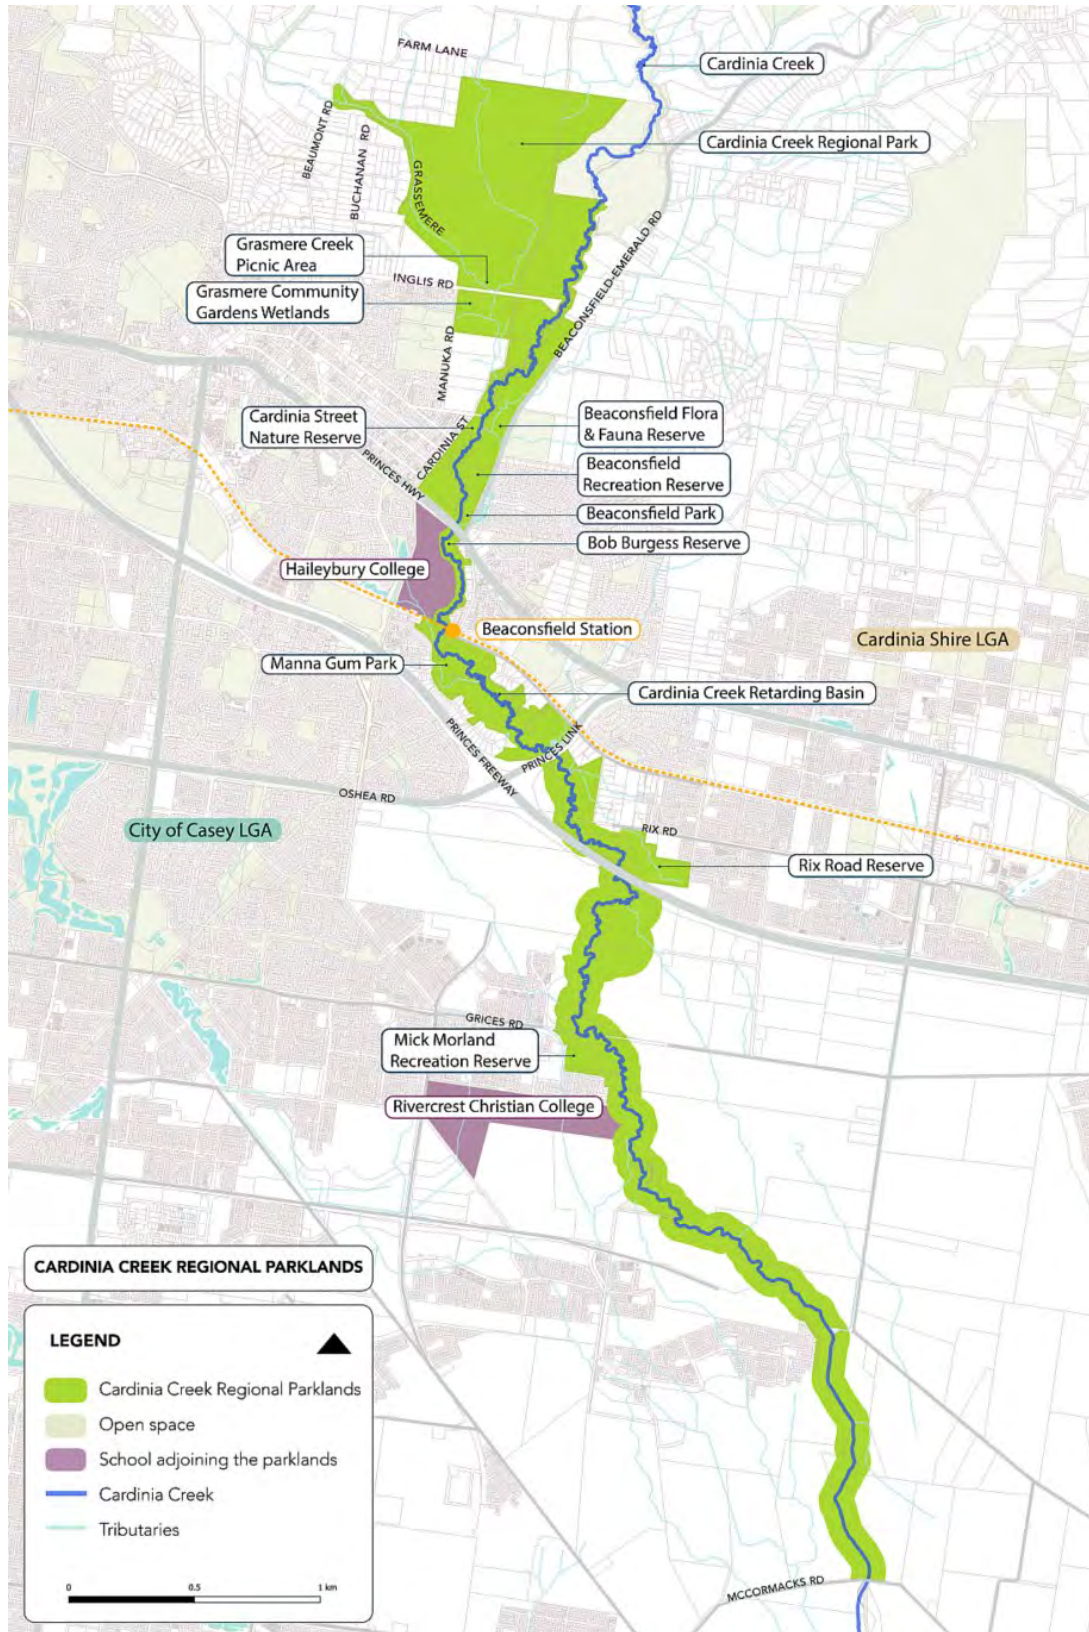 FARM LANE
Cardinia Creek
BEAUMONT RD
BUCHANAN RD
GRASSEMERE
Cardinia Creek Regional Park
BEACONSFIELD-EMERALD RD
Grasmere Creek
Picnic Area
INGLIS RD
Grasmere Community
Gardens Wetlands
MANUKA RD
Cardinia Street
Nature Reserve
CARDINIA ST
PRINCES HWY
Beaconsfield Flora
& Fauna Reserve
Beaconsfield
Recreation Reserve
Beaconsfield Park
Bob Burgess Reserve
Haileybury College
Beaconsfield Station
Cardinia Shire LGA
Manna Gum Park
Cardinia Creek Retarding Basin
PRINCES FREEWAY
PRINCES LINK
OSHEA RD
City of Casey LGA
RIX RD
Rix Road Reserve
GRICES RD
Mick Morland
Recreation Reserve
Rivercrest Christian College
CARDINIA CREEK REGIONAL PARKLANDS
LEGEND
Cardinia Creek Regional Parklands
Open space
School adjoining the parklands
Cardinia Creek
Tributaries
0 0.5 1 km
MCCORMACKS RD